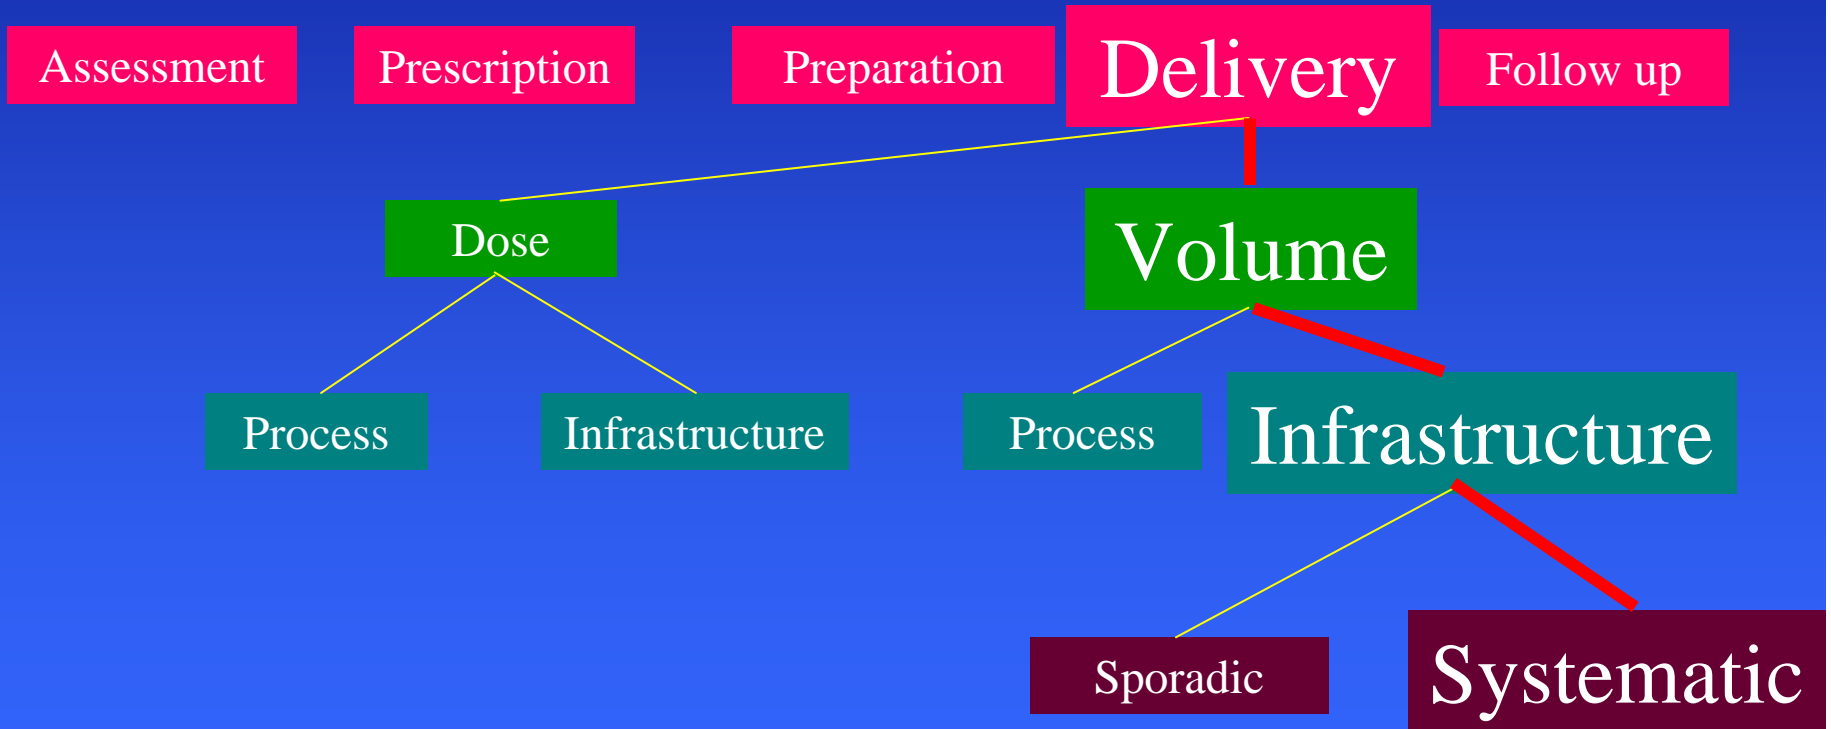 Assessment
Prescription
Preparation
Delivery
Follow up
Dose
Volume
Process
Infrastructure
Process
Infrastructure
Sporadic
Systematic